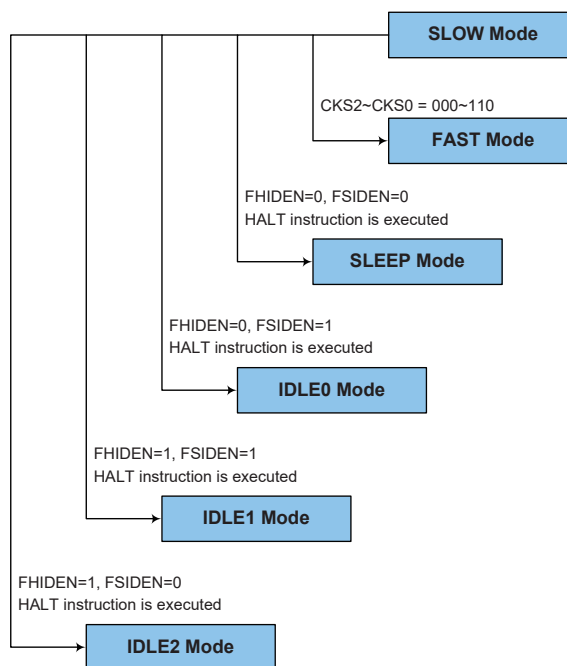 SLOW Mode
CKS2~CKS0 = 000~110
FAST Mode
FHIDEN=0, FSIDEN=0
HALT instruction is executed
SLEEP Mode
FHIDEN=0, FSIDEN=1
HALT instruction is executed
IDLE0 Mode
FHIDEN=1, FSIDEN=1
HALT instruction is executed
IDLE1 Mode
FHIDEN=1, FSIDEN=0
HALT instruction is executed
IDLE2 Mode